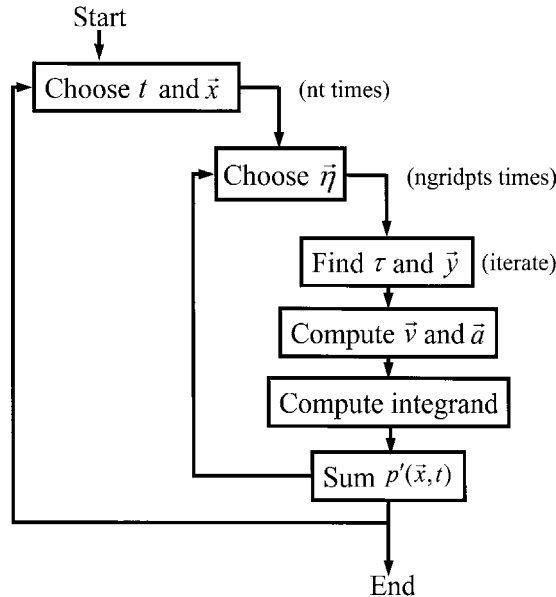 Start
Choose t and x⃗
(nt times)
Choose η⃗
(ngridpts times)
Find τ and y⃗
(iterate)
Compute v⃗ and a⃗
Compute integrand
Sum p′(x⃗,t)
End